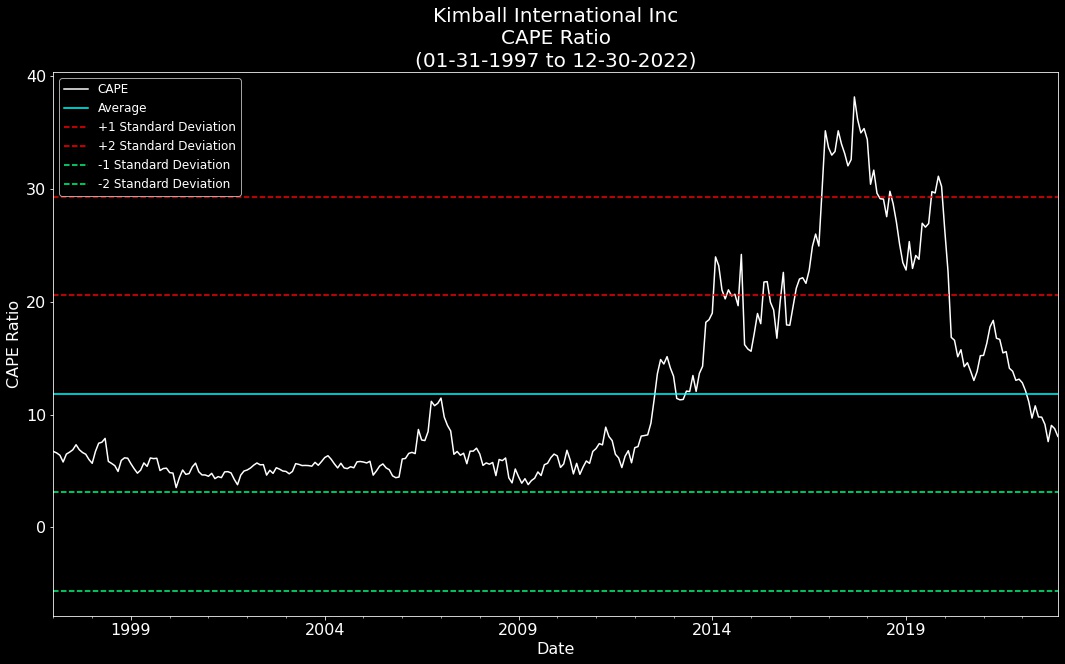 Kimball International Inc
CAPE Ratio
(01-31-1997 to 12-30-2022)
CAPE
Average
+1 Standard Deviation
+2 Standard Deviation
-1 Standard Deviation
-2 Standard Deviation
40
30
20
10
0
CAPE Ratio
1999
2004
2009
2014
2019
Date